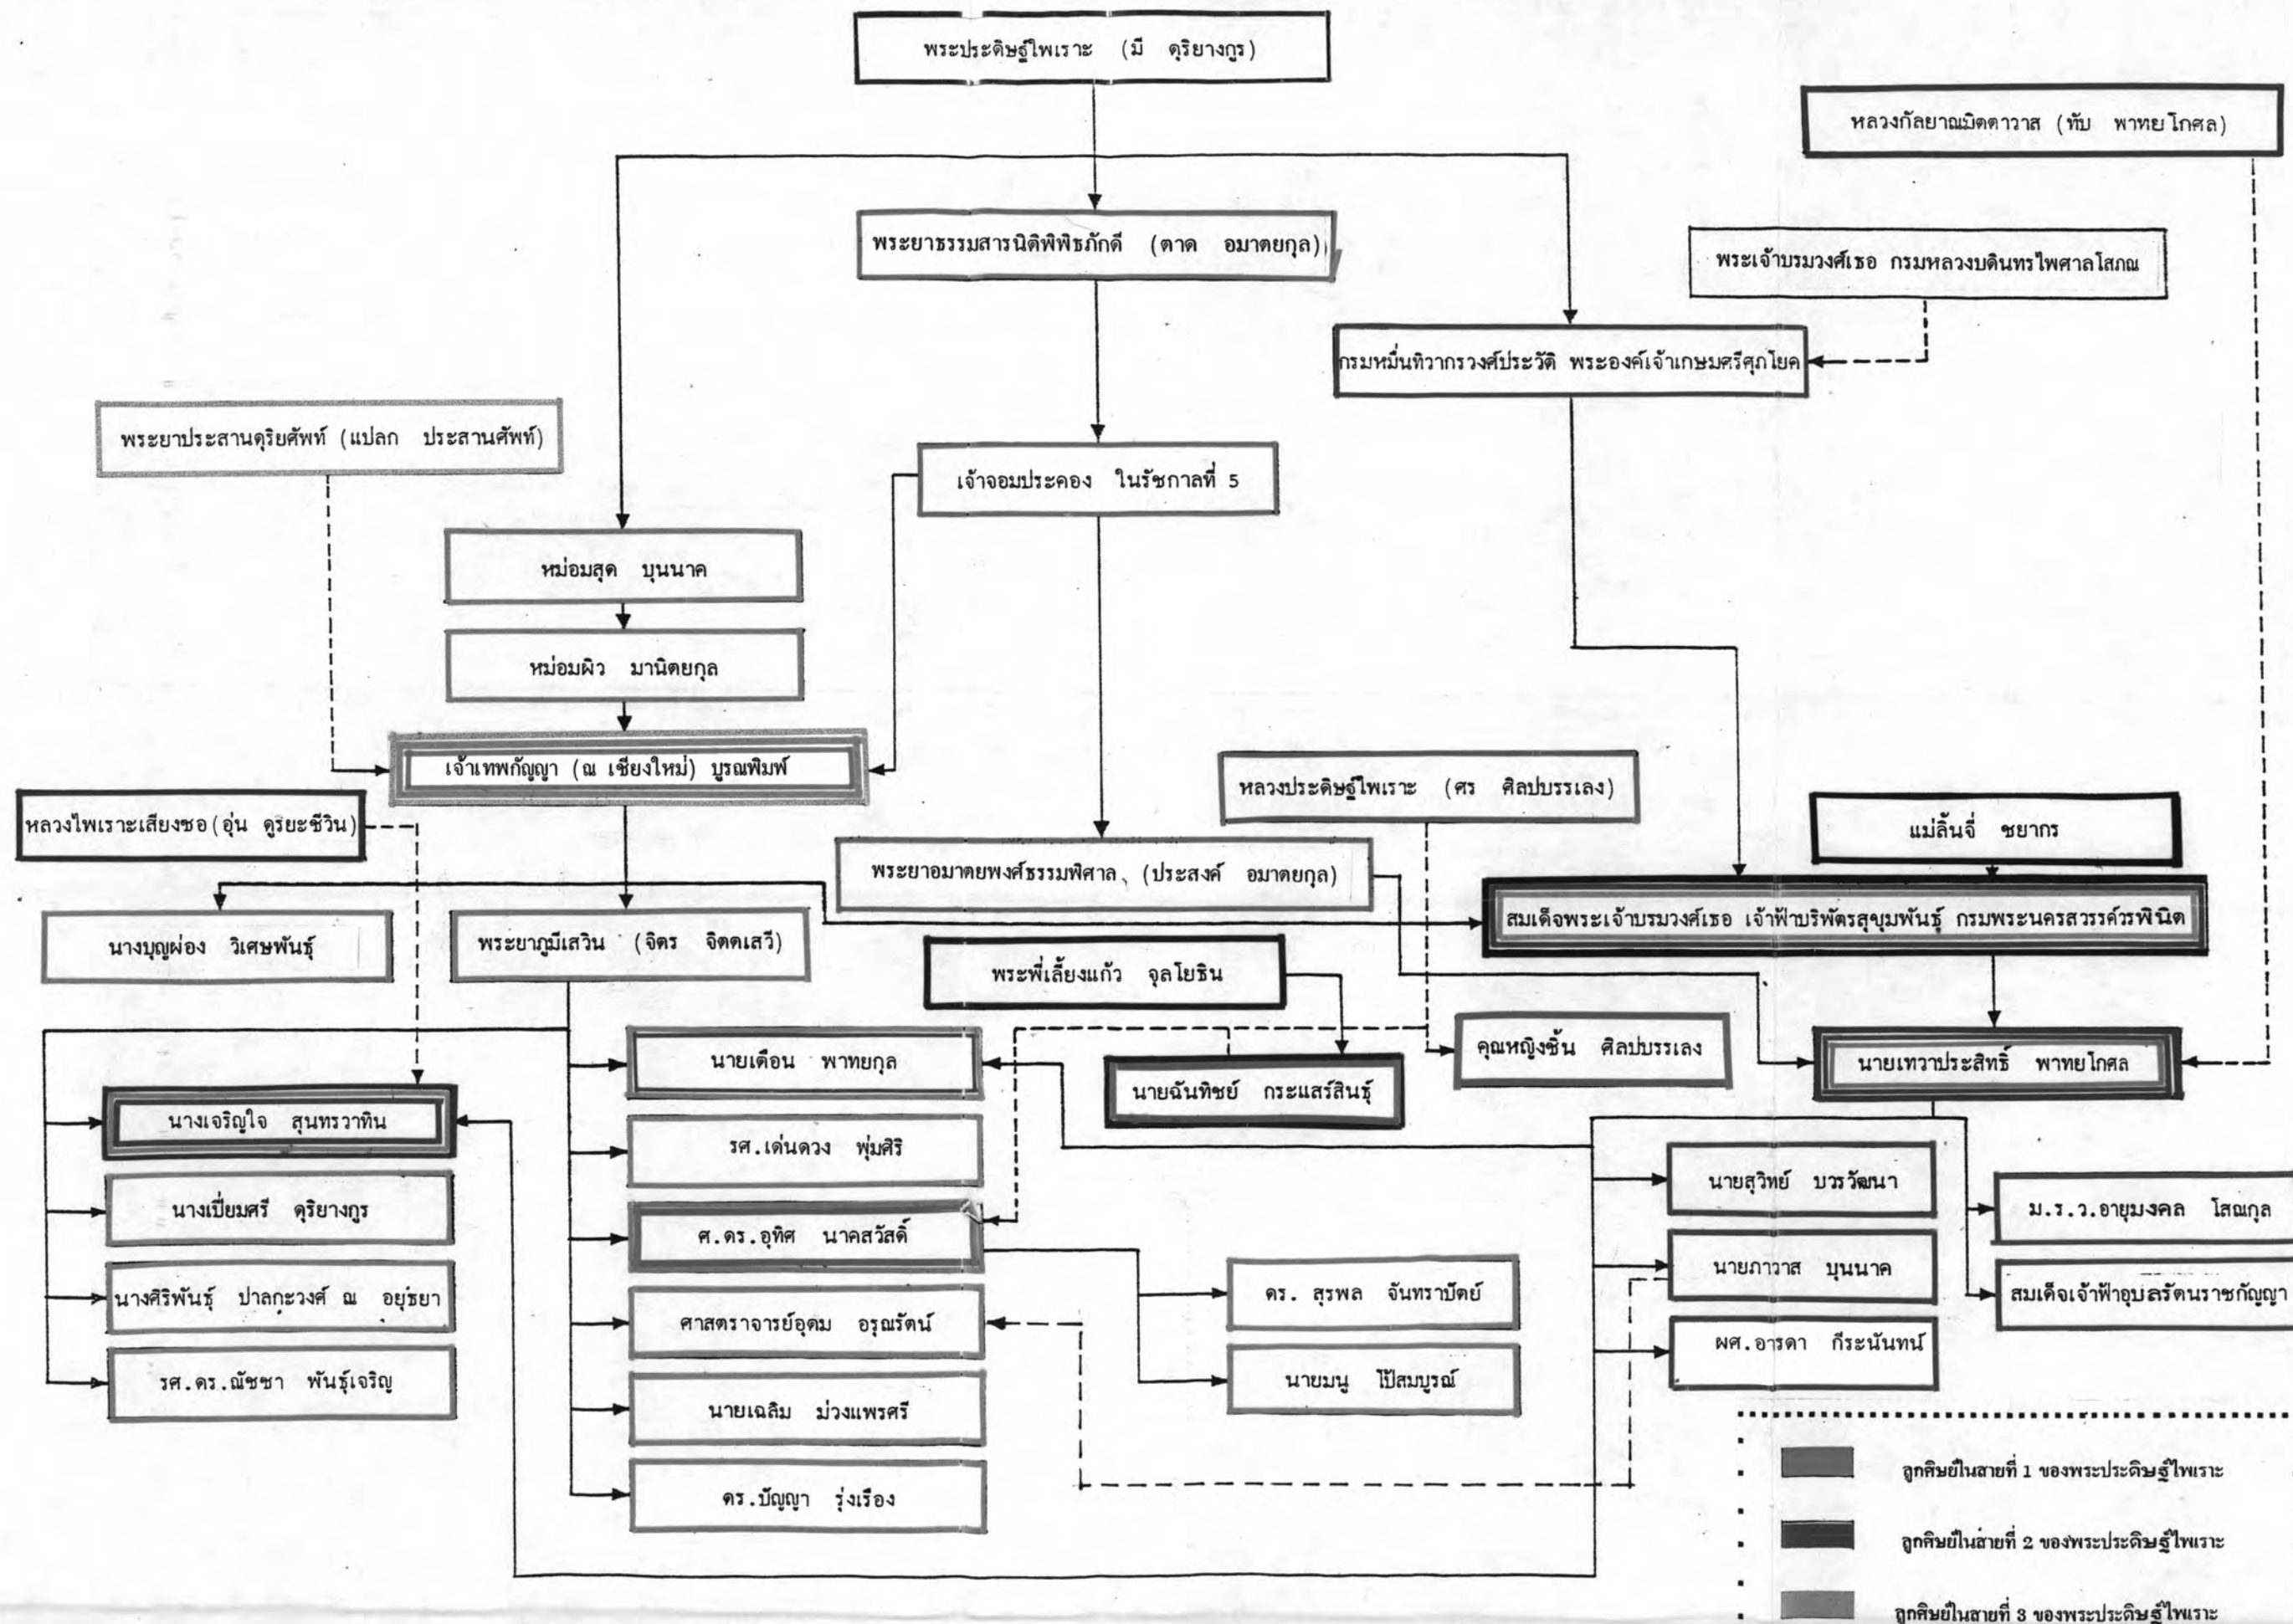 พระประดิษฐ์ไพเราะ (มี ดุริยางกูร)
หลวงกัลยาณมิตตาวาส (ทับ พาทยโกศล)
พระยาธรรมสารนิติพิพิธภักดี (ตาด อมาตยกุล)
พระเจ้าบรมวงศ์เธอ กรมหลวงบดินทรไพศาลโสภณ
กรมหมื่นทิวากรวงศ์ประวัติ พระองค์เจ้าเกษมศรีศุภโยค
พระยาประสานดุริยศัพท์ (แปลก ประสานศัพท์)
เจ้าจอมประคอง ในรัชกาลที่ 5
หม่อมสุด บุนนาค
หม่อมผิว มานิตยกุล
เจ้าเทพกัญญา (ณ เชียงใหม่) บูรณพิมพ์
หลวงประดิษฐ์ไพเราะ (ศร ศิลปบรรเลง)
หลวงไพเราะเสียงซอ (อุ่น ดูริยะชีวิน)
แม่ลิ้นจี่ ชยากร
พระยาอมาตยพงศ์ธรรมพิศาล (ประสงค์ อมาตยกุล)
สมเด็จพระเจ้าบรมวงศ์เธอ เจ้าฟ้าบริพัตรสุขุมพันธุ์ กรมพระนครสวรรค์วรพินิต
นางบุญผ่อง วิเศษพันธุ์
พระยาภูมีเสวิน (จิตร จิตตเสวี)
พระพี่เลี้ยงแก้ว จุลโยธิน
นายเตือน พาทยกุล
คุณหญิงชิ้น ศิลปบรรเลง
นายเทวาประสิทธิ์ พาทยโกศล
นายฉันทิชย์ กระแสร์สินธุ์
นางเจริญใจ สุนทรวาทิน
รศ.เด่นดวง พุ่มศิริ
นายสุวิทย์ บวรวัฒนา
นางเปี่ยมศรี ดุริยางกูร
ม.ร.ว.อายุมงคล โสณกุล
ศ.ดร.อุทิศ นาคสวัสดิ์
นายภาวาส บุนนาค
นางศิริพันธุ์ ปาลกะวงศ์ ณ อยุธยา
ดร. สุรพล จันทราปัตย์
สมเด็จเจ้าฟ้าอุบลรัตนราชกัญญา
ศาสตราจารย์อุดม อรุณรัตน์
ผศ.อารดา กีระนันทน์
รศ.ดร.ณัชชา พันธุ์เจริญ
นายมนู โป๊สมบูรณ์
นายเฉลิม ม่วงแพรศรี
ดร.ปัญญา รุ่งเรือง
ลูกศิษย์ในสายที่ 1 ของพระประดิษฐ์ไพเราะ
ลูกศิษย์ในสายที่ 2 ของพระประดิษฐ์ไพเราะ
ลูกศิษย์ในสายที่ 3 ของพระประดิษฐ์ไพเราะ